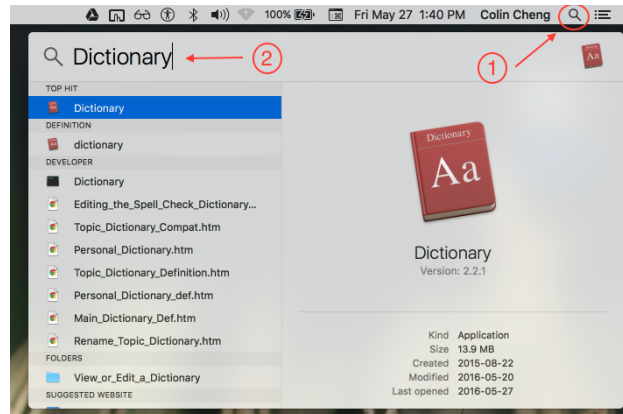 100% Fri May 27 1:40 PM Colin Cheng
1
Dictionary 2
Aa
TOP HIT
Dictionary
DEFINITION
dictionary
DEVELOPER
Dictionary
Editing_the_Spell_Check_Dictionary...
Topic_Dictionary_Compat.htm
Personal_Dictionary.htm
Topic_Dictionary_Definition.htm
Personal_Dictionary_def.htm
Main_Dictionary_Def.htm
Rename_Topic_Dictionary.htm
FOLDERS
View_or_Edit_a_Dictionary
SUGGESTED WEBSITE
Dictionary
Aa
Dictionary
Version: 2.2.1
Kind Application
Size 13.9 MB
Created 2015-08-22
Modified 2016-05-20
Last opened 2016-05-27